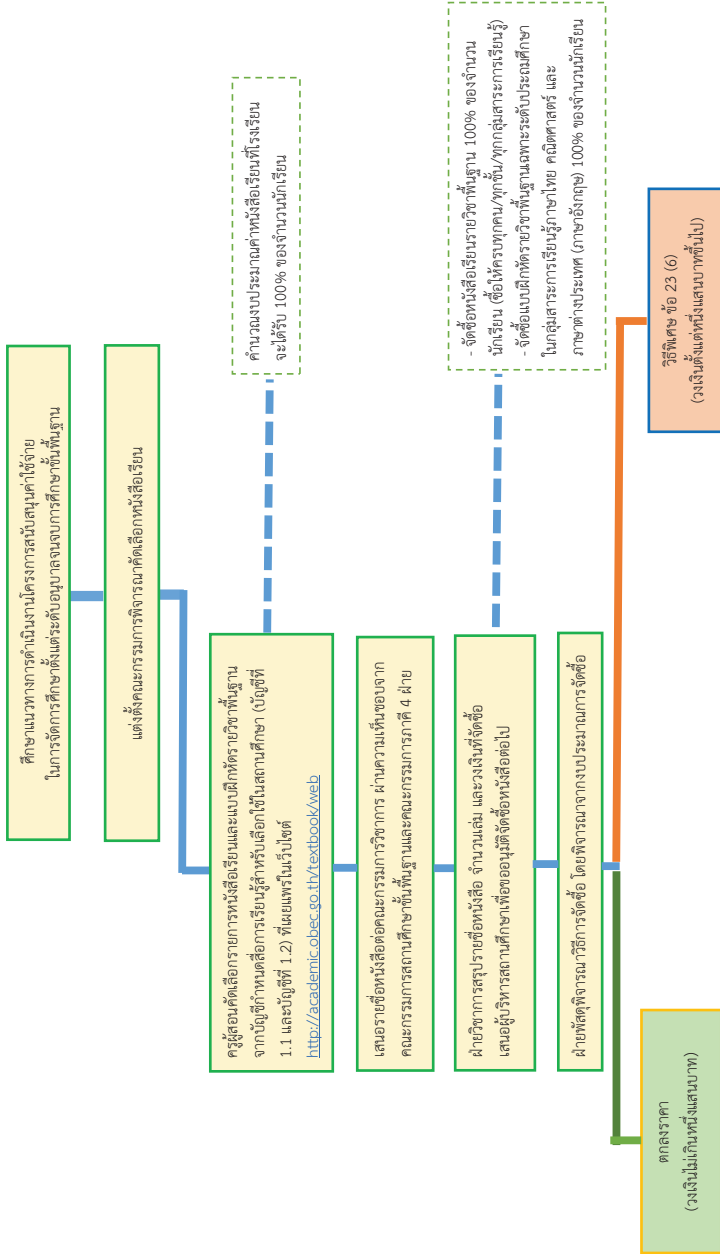 ศึกษาแนวทางการดำเนินงานโครงการสนับสนุนค่าใช้จ่าย
ในการจัดการศึกษาตั้งแต่ระดับอนุบาลจนจบการศึกษาขั้นพื้นฐาน
แต่งตั้งคณะกรรมการพิจารณาคัดเลือกหนังสือเรียน
ครูผู้สอนคัดเลือกรายการหนังสือเรียนและแบบฝึกหัดรายวิชาพื้นฐาน
จากบัญชีกำหนดสื่อการเรียนรู้สำหรับเลือกใช้ในสถานศึกษา (บัญชีที่
1.1 และบัญชีที่ 1.2) ที่เผยแพร่ในเว็บไซต์
http://academic.obec.go.th/textbook/web
คำนวณงบประมาณค่าหนังสือเรียนที่โรงเรียน
จะได้รับ 100% ของจำนวนนักเรียน
เสนอรายชื่อหนังสือต่อคณะกรรมการวิชาการ ผ่านความเห็นชอบจาก
คณะกรรมการสถานศึกษาขั้นพื้นฐานและคณะกรรมการภาคี 4 ฝ่าย
ฝ่ายวิชาการสรุปรายชื่อหนังสือ จำนวนเล่ม และวงเงินที่จัดซื้อ
เสนอผู้บริหารสถานศึกษาเพื่อขออนุมัติจัดซื้อหนังสือต่อไป
- จัดซื้อหนังสือเรียนรายวิชาพื้นฐาน 100% ของจำนวน
นักเรียน (ซื้อให้ครบทุกคน/ทุกชั้น/ทุกกลุ่มสาระการเรียนรู้)
- จัดซื้อแบบฝึกหัดรายวิชาพื้นฐานเฉพาะระดับประถมศึกษา
ในกลุ่มสาระการเรียนรู้ภาษาไทย คณิตศาสตร์ และ
ภาษาต่างประเทศ (ภาษาอังกฤษ) 100% ของจำนวนนักเรียน
ฝ่ายพัสดุพิจารณาวิธีการจัดซื้อ โดยพิจารณาจากงบประมาณการจัดซื้อ
ตกลงราคา
(วงเงินไม่เกินหนึ่งแสนบาท)
วิธีพิเศษ ข้อ 23 (6)
(วงเงินตั้งแต่หนึ่งแสนบาทขึ้นไป)